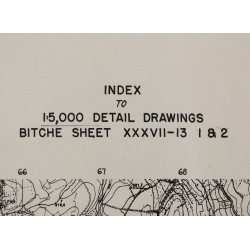 INDEX
TO
1:5,000 DETAIL DRAWINGS
BITCHE SHEET XXXVII-13 1 & 2
66 67 68